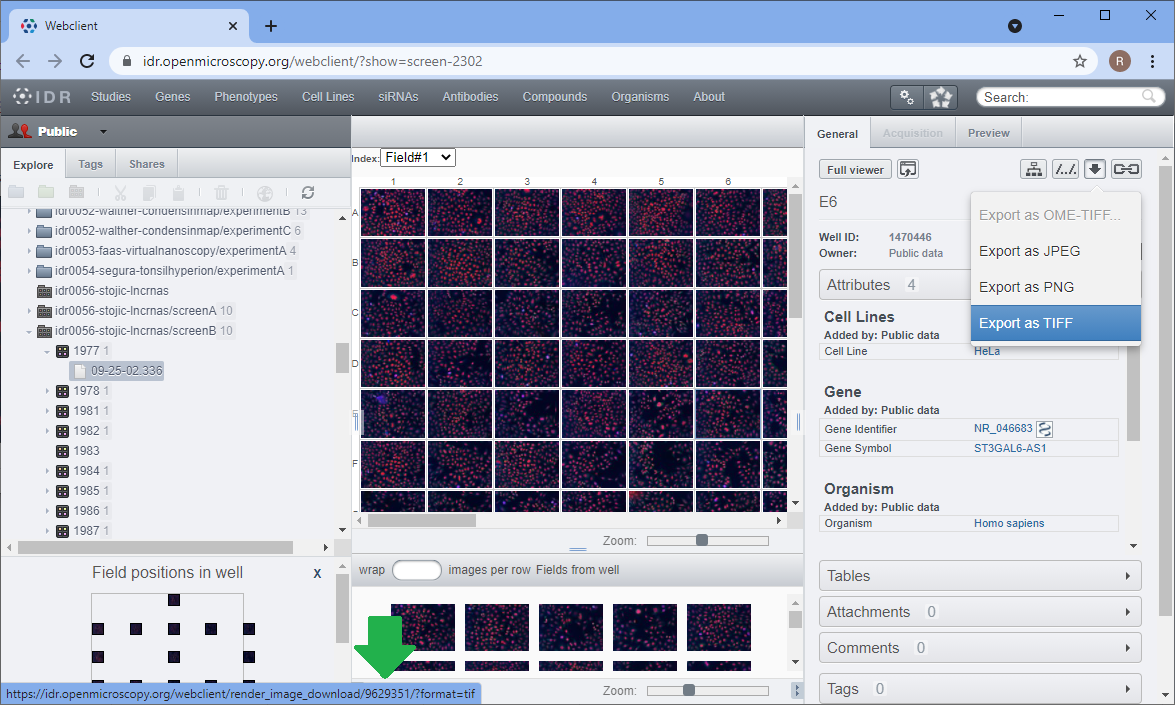 Webclient
idr.openmicroscopy.org/webclient/?show=screen-2302
R
IDR Studies Genes Phenotypes Cell Lines siRNAs Antibodies Compounds Organisms About Search:
Public
Explore Tags Shares
idr0052-walther-condensinmap/experimentB 13
idr0052-walther-condensinmap/experimentC 6
idr0053-faas-virtualnanoscopy/experimentA 4
idr0054-segura-tonsilhyperion/experimentA 1
idr0056-stojic-lncrnas
idr0056-stojic-lncrnas/screenA 10
idr0056-stojic-lncrnas/screenB 10
1977 1
09-25-02.336
1978 1
1981 1
1982 1
1983
1984 1
1985 1
1986 1
1987 1
Field positions in well X
https://idr.openmicroscopy.org/webclient/render_image_download/9629351/?format=tif
Index: Field#1
1 2 3 4 5 6
A
B
C
D
E
F
Zoom:
wrap images per row Fields from well
Zoom:
General Acquisition Preview
Full viewer
E6
Well ID: 1470446
Owner: Public data
Export as OME-TIFF...
Export as JPEG
Export as PNG
Export as TIFF
Attributes 4
Cell Lines
Added by: Public data
Cell Line HeLa
Gene
Added by: Public data
Gene Identifier NR_046683
Gene Symbol ST3GAL6-AS1
Organism
Added by: Public data
Organism Homo sapiens
Tables
Attachments 0
Comments 0
Tags 0